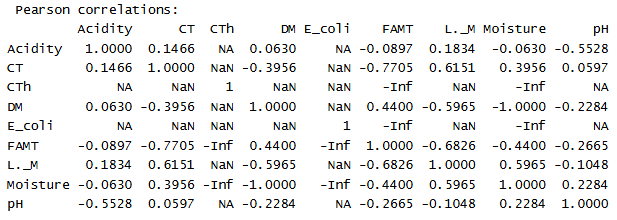 Pearson correlations:
Acidity CT CTh DM E_coli FAMT L._M Moisture pH
Acidity 1.0000 0.1466 NA 0.0630 NA -0.0897 0.1834 -0.0630 -0.5528
CT 0.1466 1.0000 NaN -0.3956 NaN -0.7705 0.6151 0.3956 0.0597
CTh NA NaN 1 NaN NaN -Inf NaN -Inf NA
DM 0.0630 -0.3956 NaN 1.0000 NaN 0.4400 -0.5965 -1.0000 -0.2284
E_coli NA NaN NaN NaN 1 -Inf NaN -Inf NA
FAMT -0.0897 -0.7705 -Inf 0.4400 -Inf 1.0000 -0.6826 -0.4400 -0.2665
L._M 0.1834 0.6151 NaN -0.5965 NaN -0.6826 1.0000 0.5965 -0.1048
Moisture -0.0630 0.3956 -Inf -1.0000 -Inf -0.4400 0.5965 1.0000 0.2284
pH -0.5528 0.0597 NA -0.2284 NA -0.2665 -0.1048 0.2284 1.0000